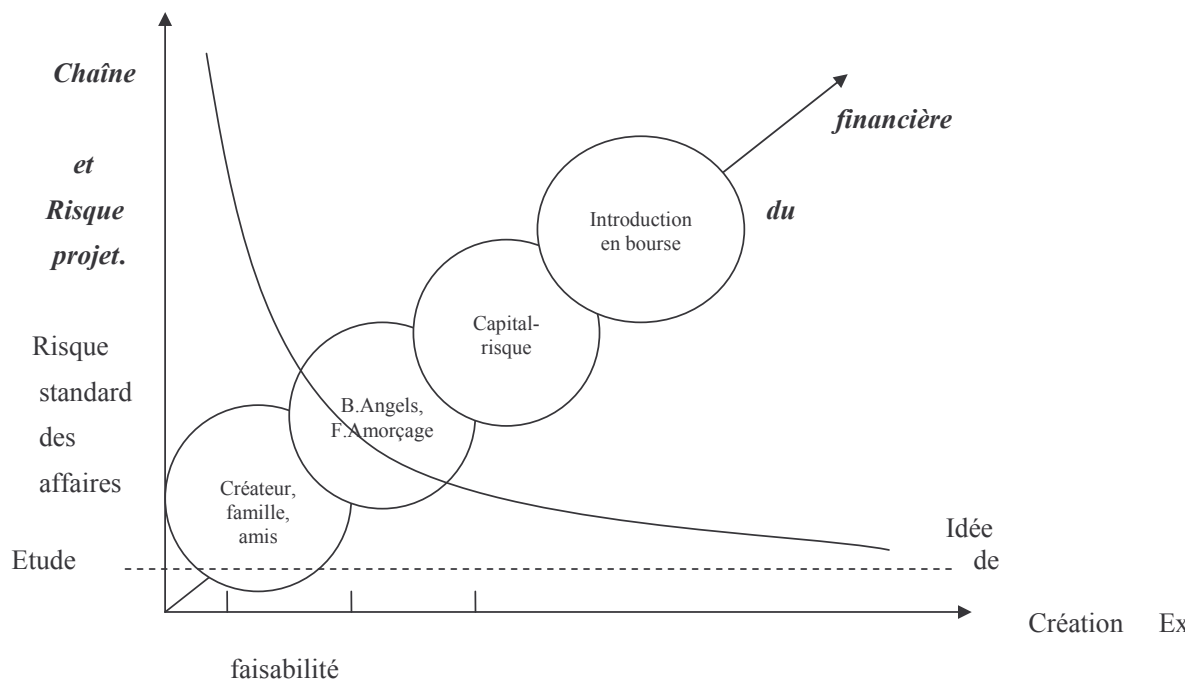 Chaîne
financière
et
Risque
du
projet.
Introduction
en bourse
Capital-
risque
Risque
standard
des
affaires
B.Angels,
F.Amorçage
Créateur,
famille,
amis
Idée
Etude
de
Création Ex
faisabilité